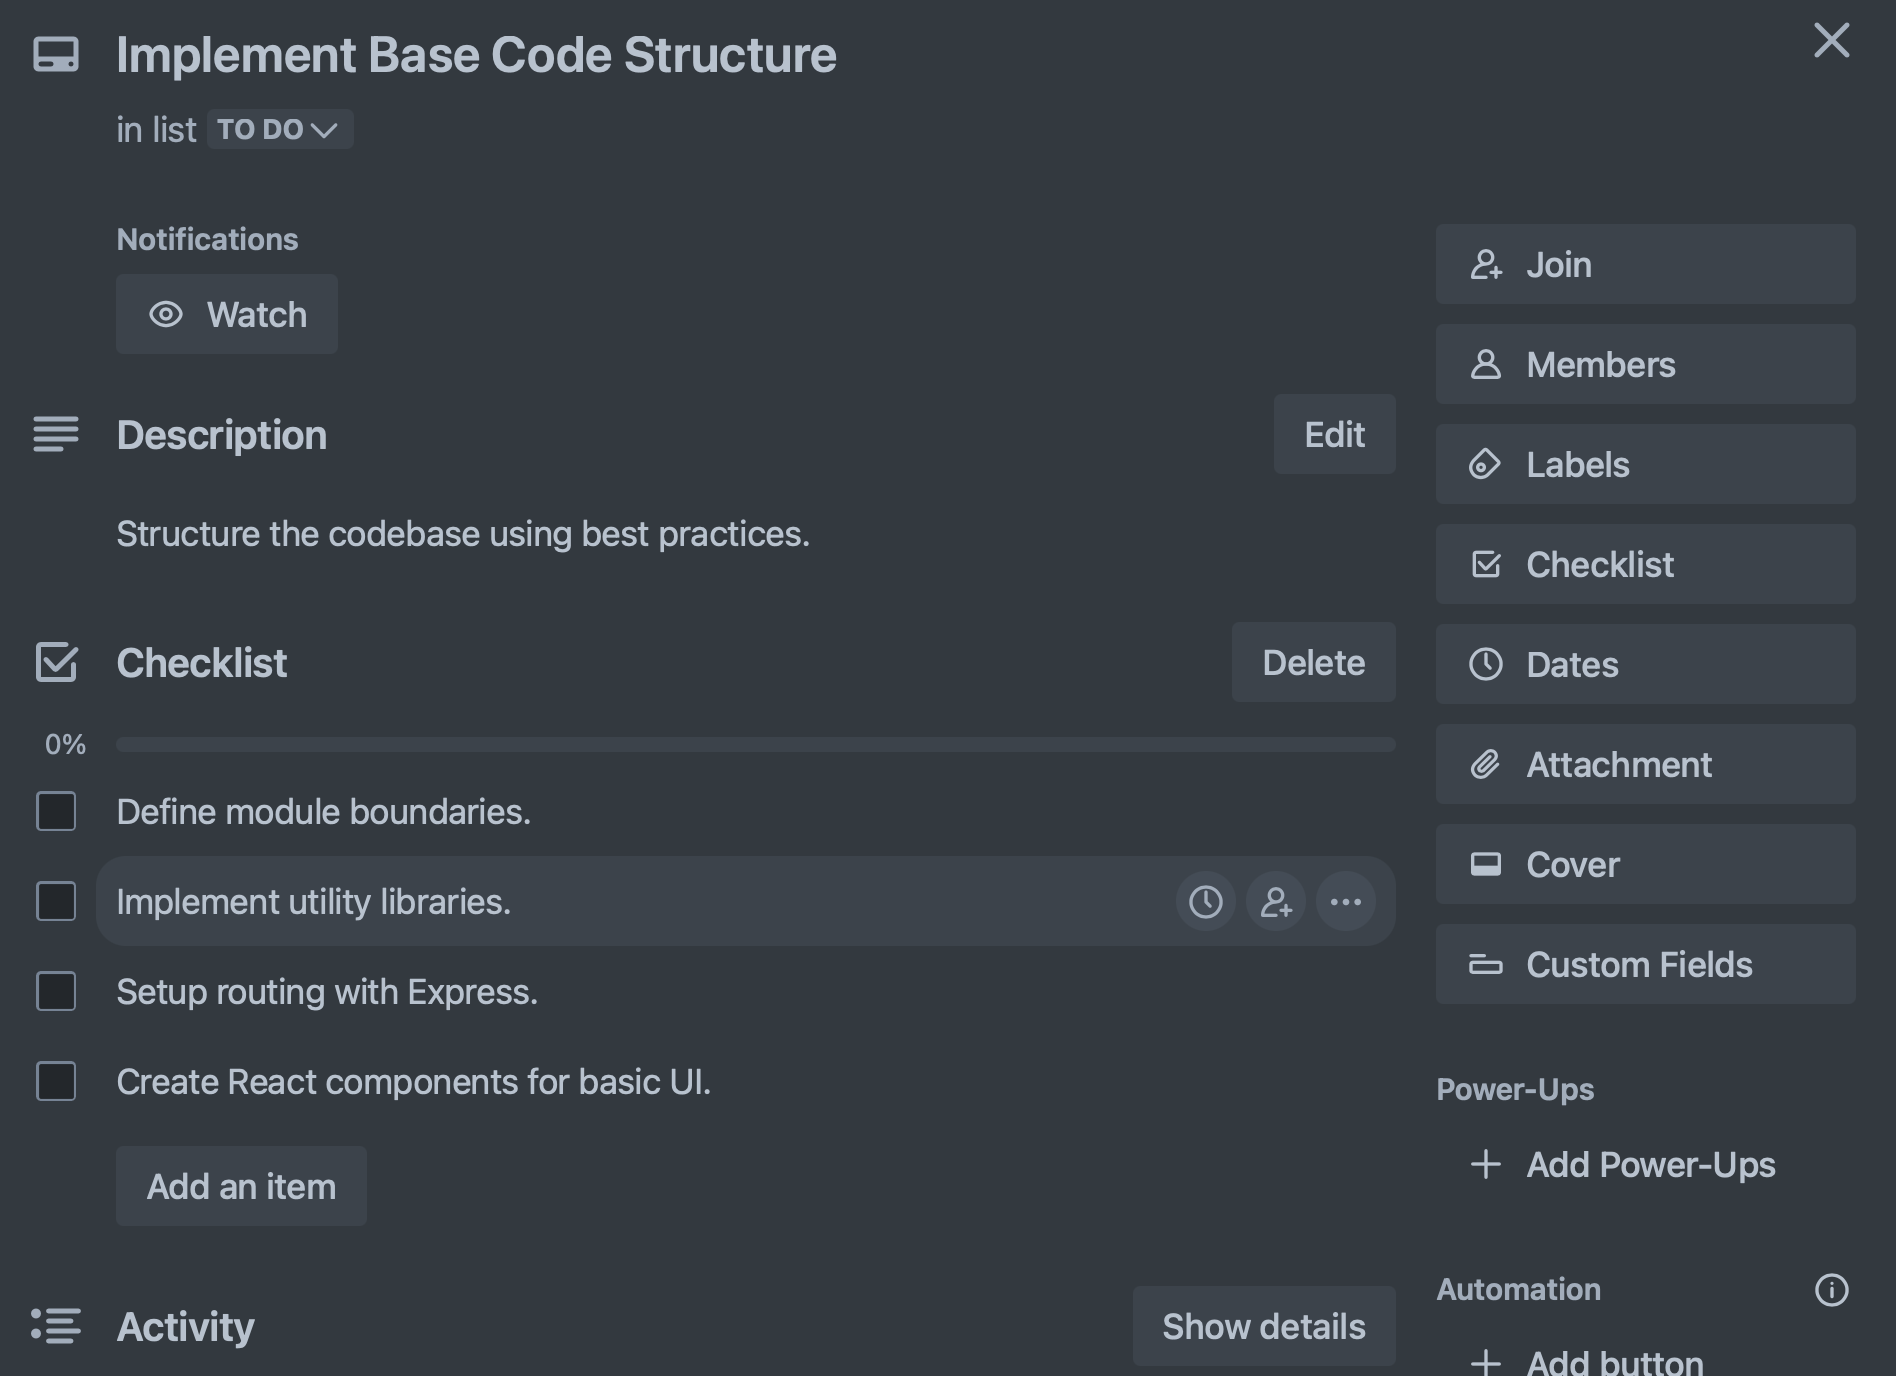 Implement Base Code Structure
in list TO DO
Notifications
Watch
Description
Edit
Structure the codebase using best practices.
Checklist
Delete
0%
Define module boundaries.
Implement utility libraries.
Setup routing with Express.
Create React components for basic UI.
Add an item
Activity
Show details
Join
Members
Labels
Checklist
Dates
Attachment
Cover
Custom Fields
Power-Ups
Add Power-Ups
Automation
Add button